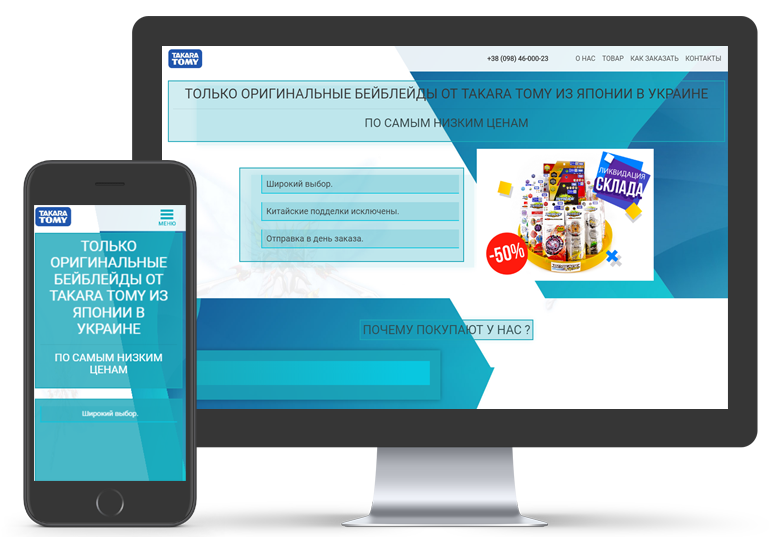 TAKARA
TOMY
+38 (098) 46-000-23
О НАС ТОВАР КАК ЗАКАЗАТЬ КОНТАКТЫ
ТОЛЬКО ОРИГИНАЛЬНЫЕ БЕЙБЛЕЙДЫ ОТ TAKARA TOMY ИЗ ЯПОНИИ В УКРАИНЕ
ПО САМЫМ НИЗКИМ ЦЕНАМ
Широкий выбор.
Китайские подделки исключены.
Отправка в день заказа.
ЛИКВИДАЦИЯ
СКЛАДА
-50%
ПОЧЕМУ ПОКУПАЮТ У НАС ?
TAKARA
TOMY
МЕНЮ
ТОЛЬКО
ОРИГИНАЛЬНЫЕ
БЕЙБЛЕЙДЫ ОТ
TAKARA TOMY ИЗ
ЯПОНИИ В
УКРАИНЕ
ПО САМЫМ НИЗКИМ
ЦЕНАМ
Широкий выбор.